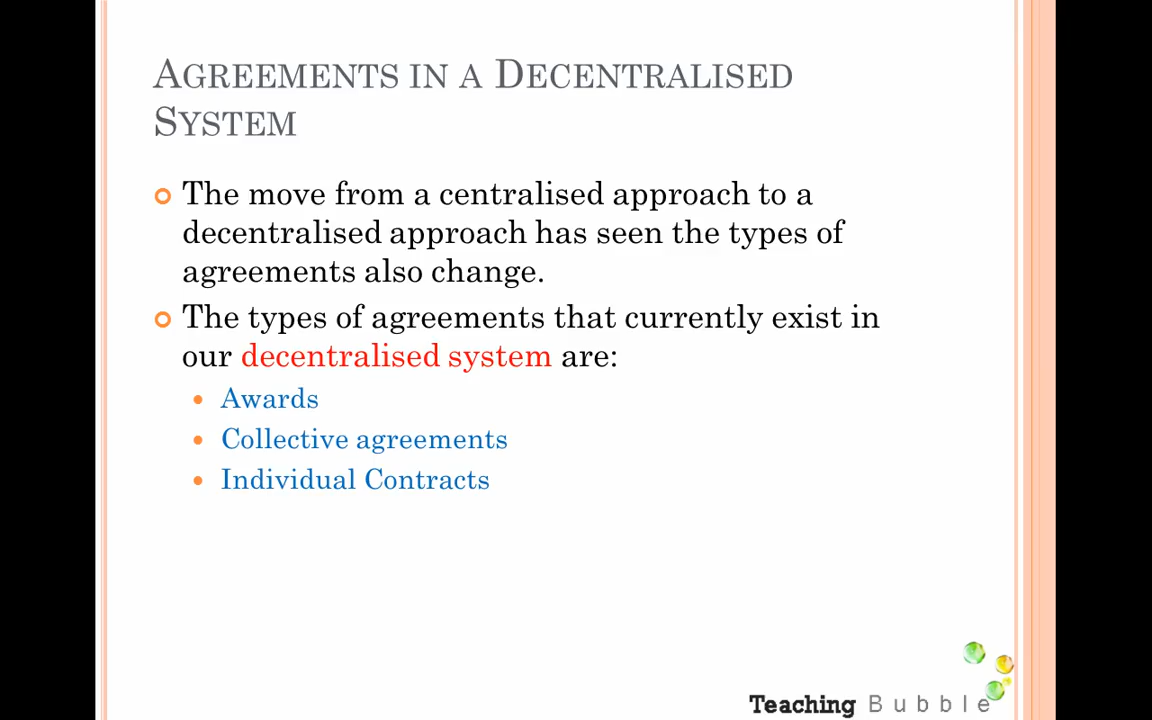 AGREEMENTS IN A DECENTRALISED
SYSTEM
The move from a centralised approach to a
decentralised approach has seen the types of
agreements also change.
The types of agreements that currently exist in
our decentralised system are:
Awards
Collective agreements
Individual Contracts
Teaching Bubble